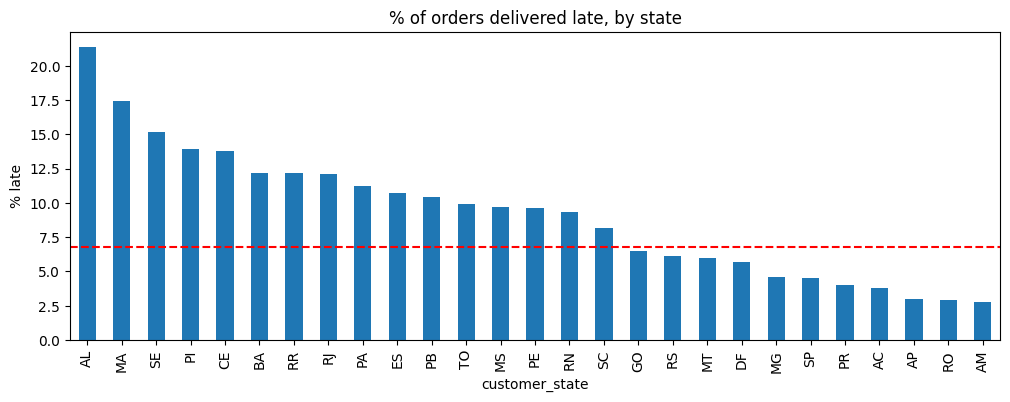 % of orders delivered late, by state
% late
20.0
17.5
15.0
12.5
10.0
7.5
5.0
2.5
0.0
AL MA SE PI CE BA RR RJ PA ES PB TO MS PE RN SC GO RS MT DF MG SP PR AC AP RO AM
customer_state